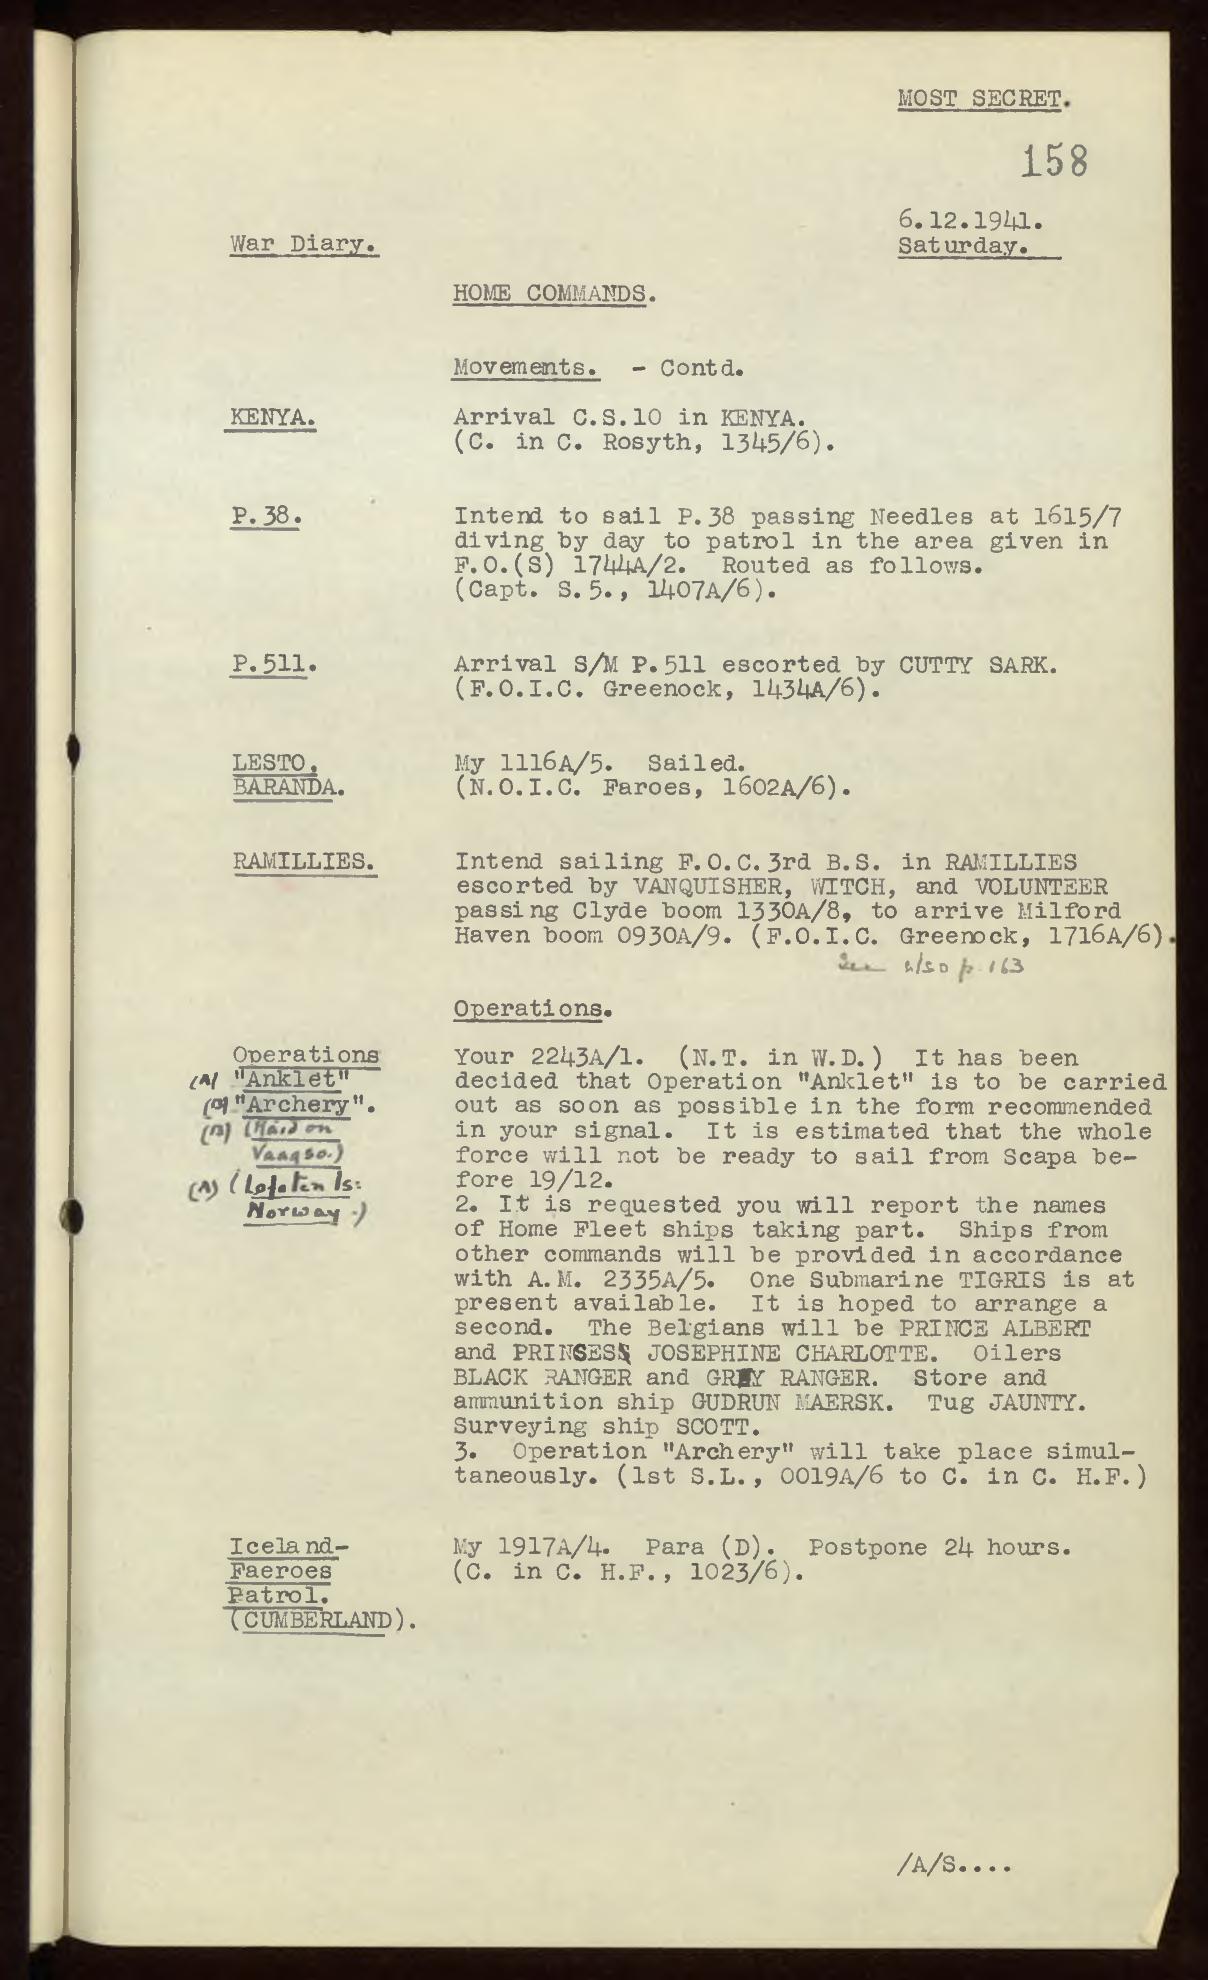 MOST SECRET.
158
6.12.1941.
War Diary.
Saturday.
HOME COMMANDS.
Movements. - Contd.
KENYA.
Arrival C.S.10 in KENYA.
(C. in C. Rosyth, 1345/6).
P.38.
Intend to sail P.38 passing Needles at 1615/7
diving by day to patrol in the area given in
F.O.(S) 1744A/2. Routed as follows.
(Capt. S.5., 1407A/6).
P.511.
Arrival S/M P.511 escorted by CUTTY SARK.
(F.O.I.C. Greenock, 1434A/6).
LESTO,
BARANDA.
My 1116A/5. Sailed.
(N.O.I.C. Faroes, 1602A/6).
RAMILLIES.
Intend sailing F.O.C.3rd B.S. in RAMILLIES
escorted by VANQUISHER, WITCH, and VOLUNTEER
passing Clyde boom 1330A/8, to arrive Milford
Haven boom 0930A/9. (F.O.I.C. Greenock, 1716A/6).
See also p. 163
Operations.
Operations
(A) "Anklet"
(B) "Archery".
(B) (Raid on
Vaagso.)
(A) (Lofoten Is:
Norway.)
Your 2243A/1. (N.T. in W.D.) It has been
decided that Operation "Anklet" is to be carried
out as soon as possible in the form recommended
in your signal. It is estimated that the whole
force will not be ready to sail from Scapa be-
fore 19/12.
2. It is requested you will report the names
of Home Fleet ships taking part. Ships from
other commands will be provided in accordance
with A.M. 2335A/5. One Submarine TIGRIS is at
present available. It is hoped to arrange a
second. The Belgians will be PRINCE ALBERT
and PRINSES JOSEPHINE CHARLOTTE. Oilers
BLACK RANGER and GREY RANGER. Store and
ammunition ship GUDRUN MAERSK. Tug JAUNTY.
Surveying ship SCOTT.
3. Operation "Archery" will take place simul-
taneously. (1st S.L., 0019A/6 to C. in C. H.F.)
Iceland-
Faeroes
Patrol.
(CUMBERLAND).
My 1917A/4. Para (D). Postpone 24 hours.
(C. in C. H.F., 1023/6).
/A/S....